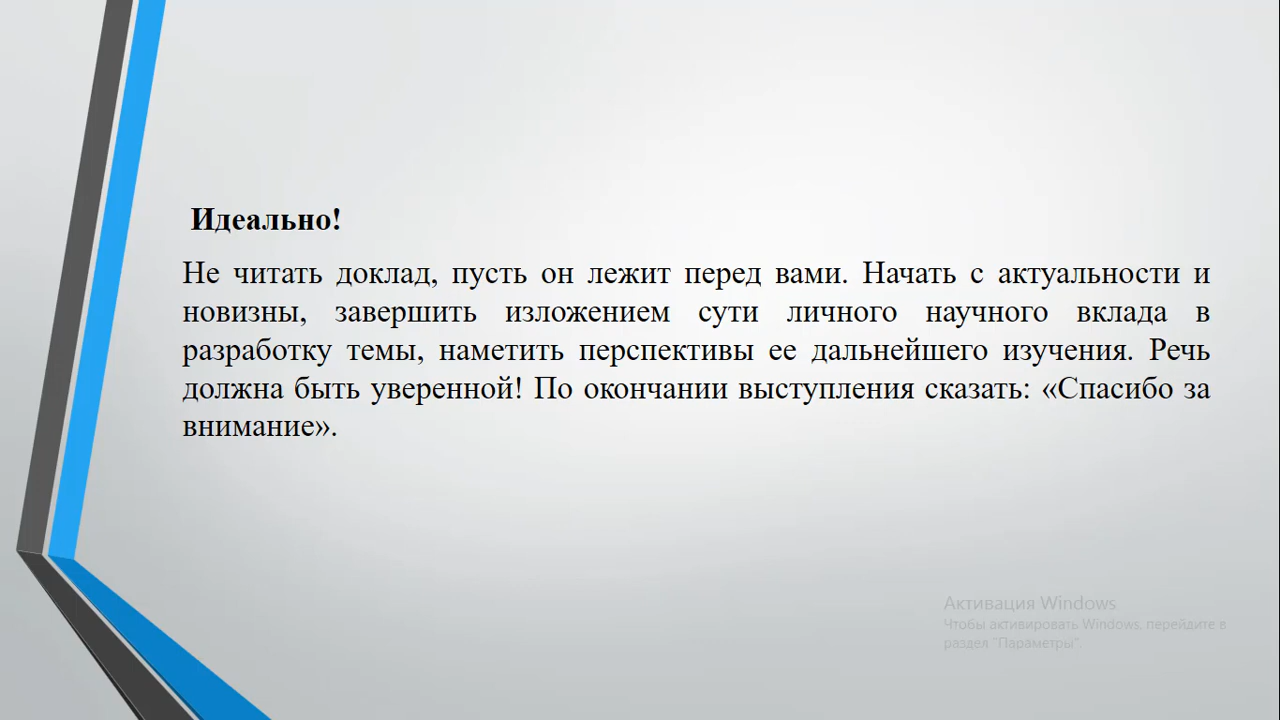 Идеально!
Не читать доклад, пусть он лежит перед вами. Начать с актуальности и
новизны, завершить изложением сути личного научного вклада в
разработку темы, наметить перспективы ее дальнейшего изучения. Речь
должна быть уверенной! По окончании выступления сказать: «Спасибо за
внимание».
Активация Windows
Чтобы активировать Windows, перейдите в
раздел "Параметры".